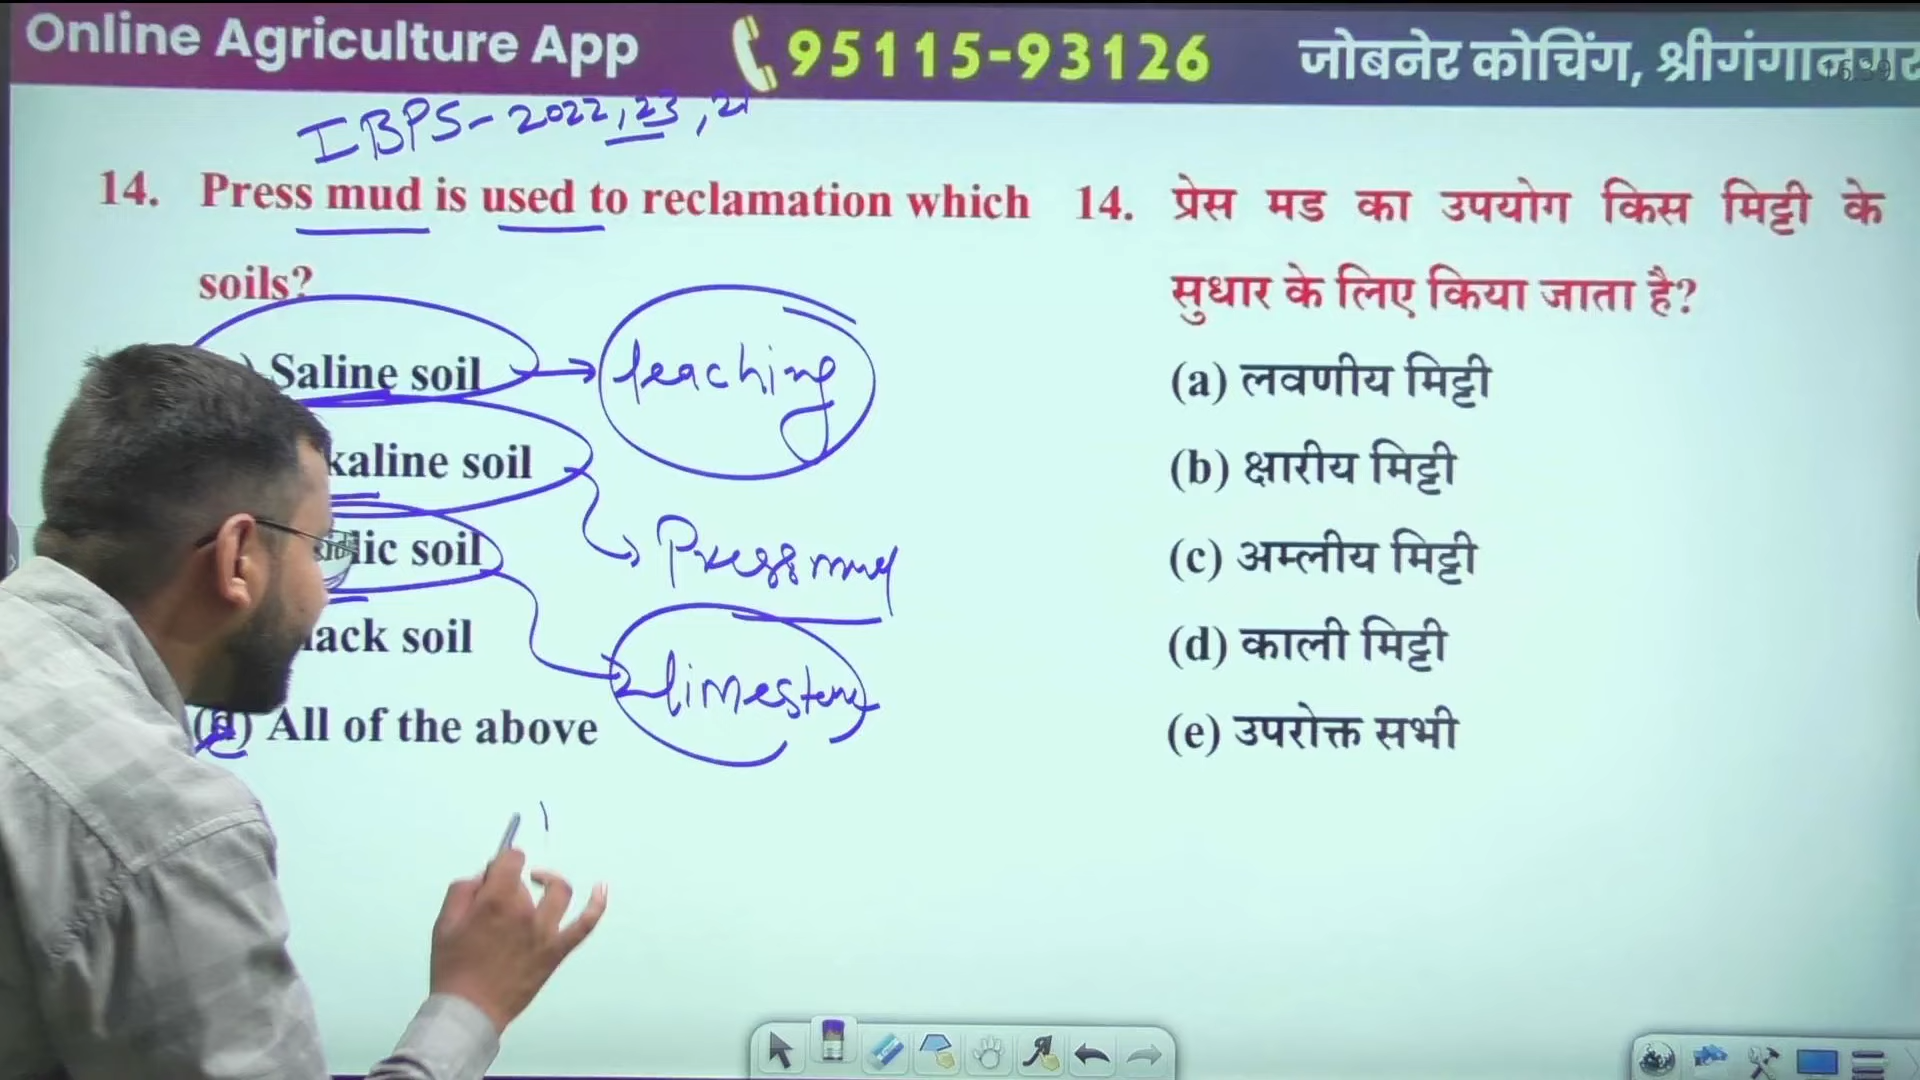 Online Agriculture App 95115-93126 जोबनेर कोचिंग, श्रीगंगानगर
IBPS-2022,23,
14. Press mud is used to reclamation which
soils?
Saline soil leaching
kaline soil
Press mud
dic soil
lack soil
limestone
All of the above
14. प्रेस मड का उपयोग किस मिट्टी के
सुधार के लिए किया जाता है?
(a) लवणीय मिट्टी
(b) क्षारीय मिट्टी
(c) अम्लीय मिट्टी
(d) काली मिट्टी
(e) उपरोक्त सभी